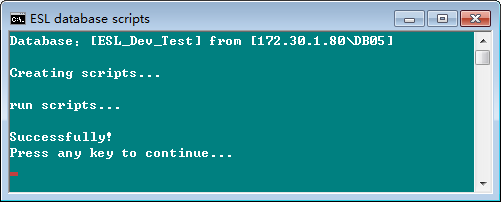 ESL database scripts
Database：[ESL_Dev_Test] from [172.30.1.80\DB05]
Creating scripts...
run scripts...
Successfully!
Press any key to continue...